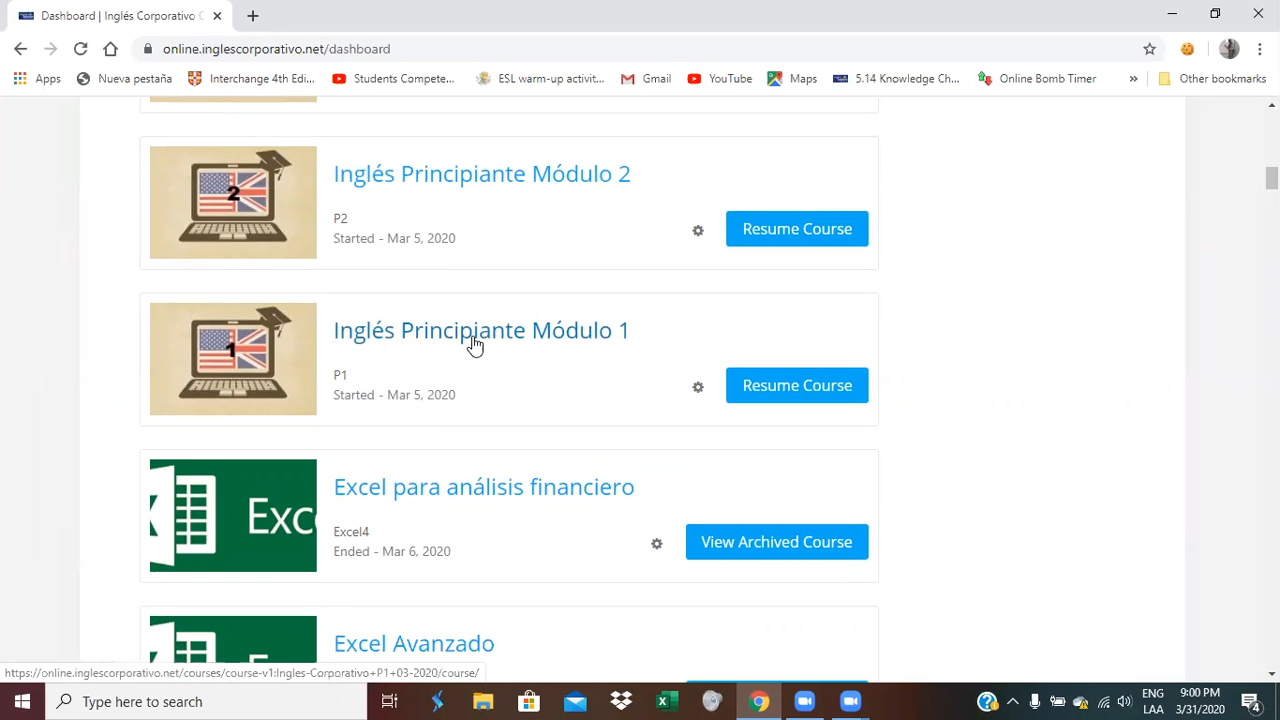 Dashboard | Inglés Corporativo C
online.inglescorporativo.net/dashboard
Apps
Nueva pestaña
Interchange 4th Edi...
Students Compete...
ESL warm-up activit...
Gmail
YouTube
Maps
5.14 Knowledge Ch...
Online Bomb Timer
»
Other bookmarks
2
Inglés Principiante Módulo 2
P2
Started - Mar 5, 2020
Resume Course
1
Inglés Principiante Módulo 1
P1
Started - Mar 5, 2020
Resume Course
Exce
Excel para análisis financiero
Excel4
Ended - Mar 6, 2020
View Archived Course
Excel Avanzado
https://online.inglescorporativo.net/courses/course-v1:Ingles-Corporativo+P1+03-2020/course/
Type here to search
ENG
LAA
9:00 PM
3/31/2020
4